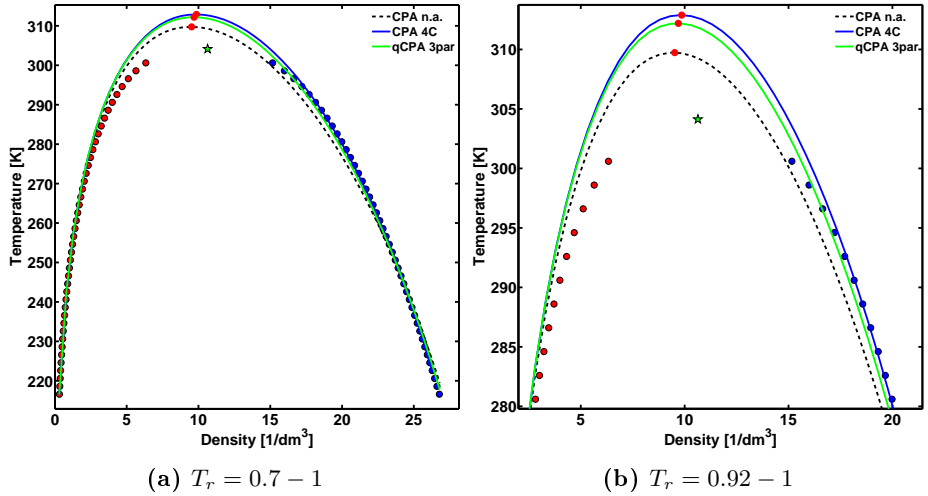 310
300
290
280
270
260
250
240
230
220
0 5 10 15 20 25
Temperature [K]
Density [1/dm³]
CPA n.a.
CPA 4C
qCPA 3par
(a) T_r = 0.7 − 1
310
305
300
295
290
285
280
5 10 15 20
Temperature [K]
Density [1/dm³]
CPA n.a.
CPA 4C
qCPA 3par
(b) T_r = 0.92 − 1